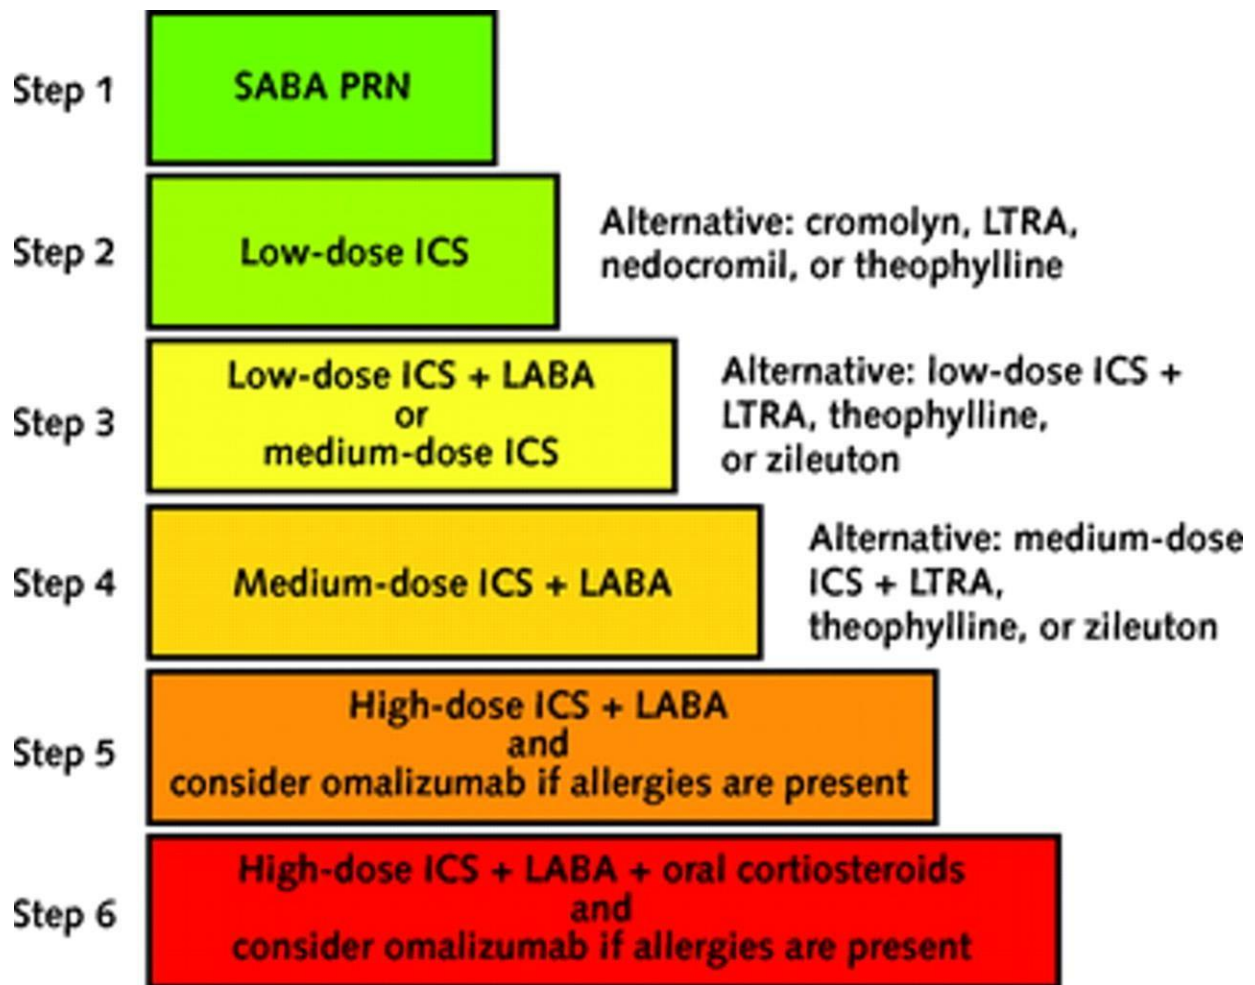 Step 1
SABA PRN
Step 2
Low-dose ICS
Alternative: cromolyn, LTRA,
nedocromil, or theophylline
Step 3
Low-dose ICS + LABA
or
medium-dose ICS
Alternative: low-dose ICS +
LTRA, theophylline,
or zileuton
Step 4
Medium-dose ICS + LABA
Alternative: medium-dose
ICS + LTRA,
theophylline, or zileuton
Step 5
High-dose ICS + LABA
and
consider omalizumab if allergies are present
Step 6
High-dose ICS + LABA + oral cortiosteroids
and
consider omalizumab if allergies are present